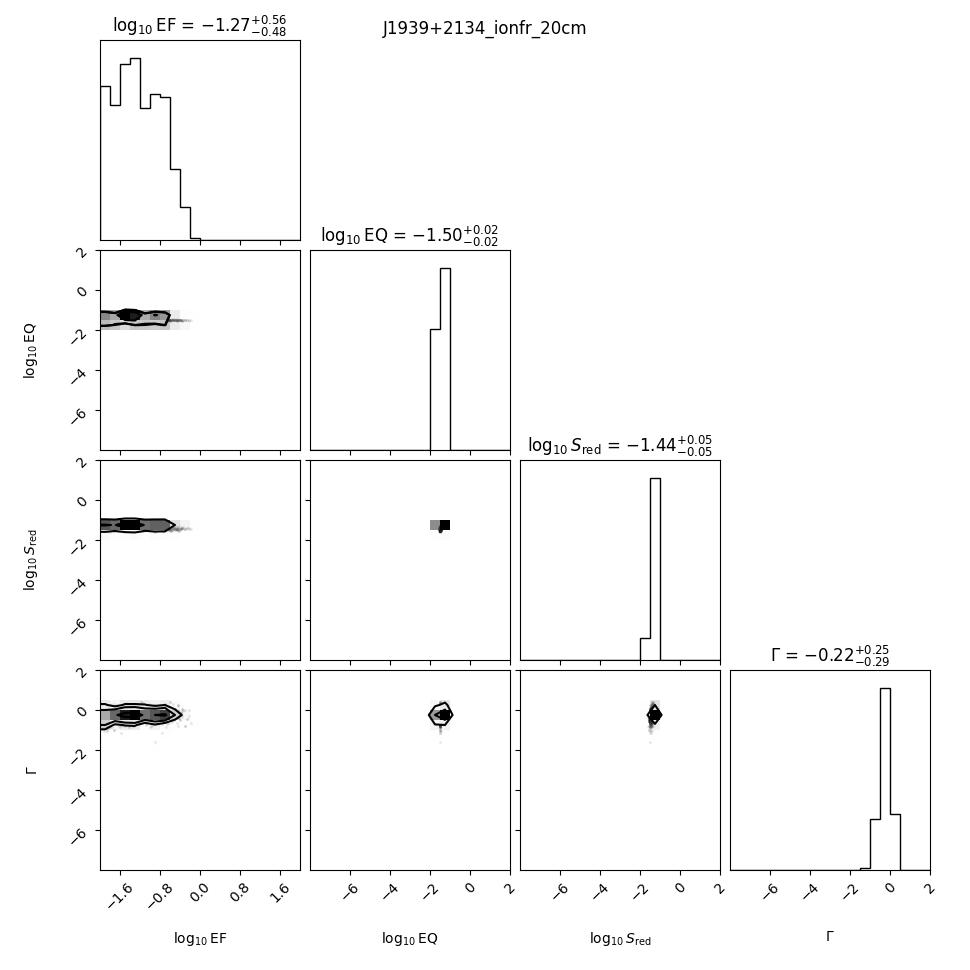 J1939+2134_ionfr_20cm
log₁₀ EF = −1.27+0.56−0.48
log₁₀ EQ = −1.50+0.02−0.02
log₁₀ Sred = −1.44+0.05−0.05
Γ = −0.22+0.25−0.29
2
0
−2
−4
−6
log₁₀ EQ
2
0
−2
−4
−6
log₁₀ Sred
2
0
−2
−4
−6
Γ
−1.6 −0.8 0.0 0.8 1.6
−6 −4 −2 0 2
−6 −4 −2 0 2
−6 −4 −2 0 2
log₁₀ EF
log₁₀ EQ
log₁₀ Sred
Γ